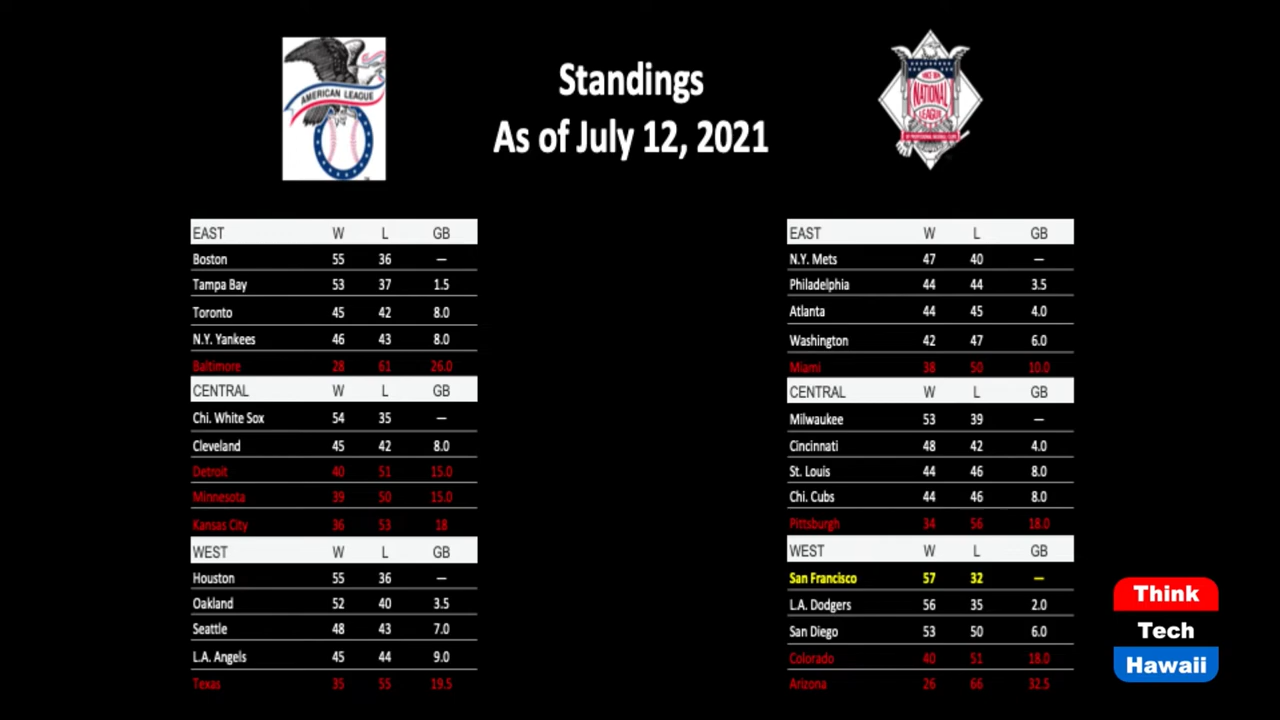 AMERICAN LEAGUE
Standings
As of July 12, 2021
NATIONAL
LEAGUE
EAST W L GB
Boston 55 36 —
Tampa Bay 53 37 1.5
Toronto 45 42 8.0
N.Y. Yankees 46 43 8.0
Baltimore 28 61 26.0
CENTRAL W L GB
Chi. White Sox 54 35 —
Cleveland 45 42 8.0
Detroit 40 51 15.0
Minnesota 39 50 15.0
Kansas City 36 53 18
WEST W L GB
Houston 55 36 —
Oakland 52 40 3.5
Seattle 48 43 7.0
L.A. Angels 45 44 9.0
Texas 35 55 19.5
EAST W L GB
N.Y. Mets 47 40 —
Philadelphia 44 44 3.5
Atlanta 44 45 4.0
Washington 42 47 6.0
Miami 38 50 10.0
CENTRAL W L GB
Milwaukee 53 39 —
Cincinnati 48 42 4.0
St. Louis 44 46 8.0
Chi. Cubs 44 46 8.0
Pittsburgh 34 56 18.0
WEST W L GB
San Francisco 57 32 —
L.A. Dodgers 56 35 2.0
San Diego 53 50 6.0
Colorado 40 51 18.0
Arizona 26 66 32.5
Think
Tech
Hawaii